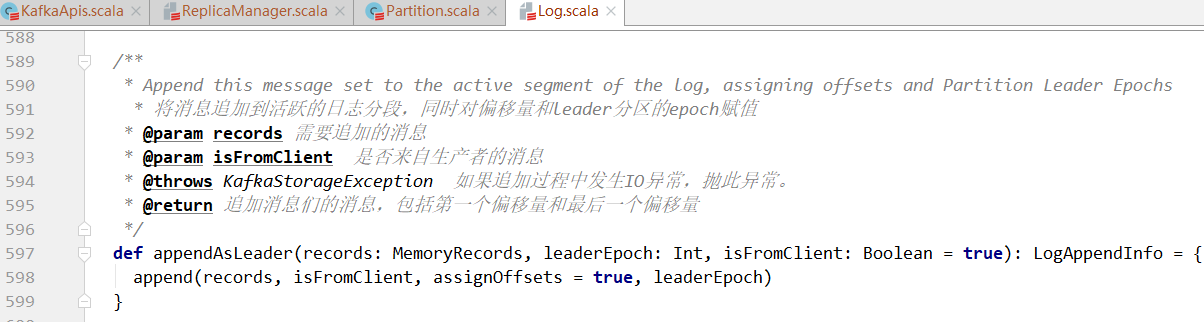 KafkaApis.scala × ReplicaManager.scala × Partition.scala × Log.scala ×
588
589 /**
590 * Append this message set to the active segment of the log, assigning offsets and Partition Leader Epochs
591 * 将消息追加到活跃的日志分段，同时对偏移量和leader分区的epoch赋值
592 * @param records 需要追加的消息
593 * @param isFromClient 是否来自生产者的消息
594 * @throws KafkaStorageException 如果追加过程中发生IO异常，抛此异常。
595 * @return 追加消息们的消息，包括第一个偏移量和最后一个偏移量
596 */
597 def appendAsLeader(records: MemoryRecords, leaderEpoch: Int, isFromClient: Boolean = true): LogAppendInfo = {
598 append(records, isFromClient, assignOffsets = true, leaderEpoch)
599 }